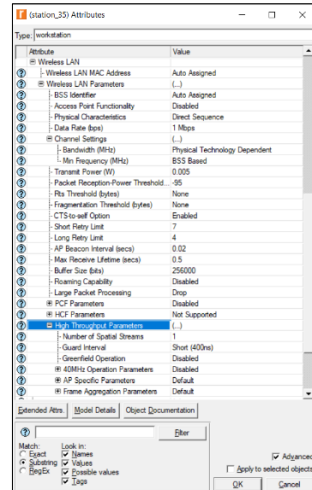 (station_35) Attributes
Type: workstation
Attribute Value
Wireless LAN
Wireless LAN MAC Address Auto Assigned
Wireless LAN Parameters (...)
BSS Identifier Auto Assigned
Access Point Functionality Disabled
Physical Characteristics Direct Sequence
Data Rate (bps) 1 Mbps
Channel Settings (...)
Bandwidth (MHz) Physical Technology Dependent
Min Frequency (MHz) BSS Based
Transmit Power (W) 0.005
Packet Reception-Power Threshold... -95
Rts Threshold (bytes) None
Fragmentation Threshold (bytes) None
CTS-to-self Option Enabled
Short Retry Limit 7
Long Retry Limit 4
AP Beacon Interval (secs) 0.02
Max Receive Lifetime (secs) 0.5
Buffer Size (bits) 256000
Roaming Capability Disabled
Large Packet Processing Drop
PCF Parameters Disabled
HCF Parameters Not Supported
High Throughput Parameters (...)
Number of Spatial Streams 1
Guard Interval Short (400ns)
Greenfield Operation Disabled
40MHz Operation Parameters Disabled
AP Specific Parameters Default
Frame Aggregation Parameters Default
Extended Attrs. Model Details Object Documentation
Filter
Match: Look in:
Exact Names
Substring Values
RegEx Possible values
Tags
Advanced
Apply to selected objects
OK Cancel